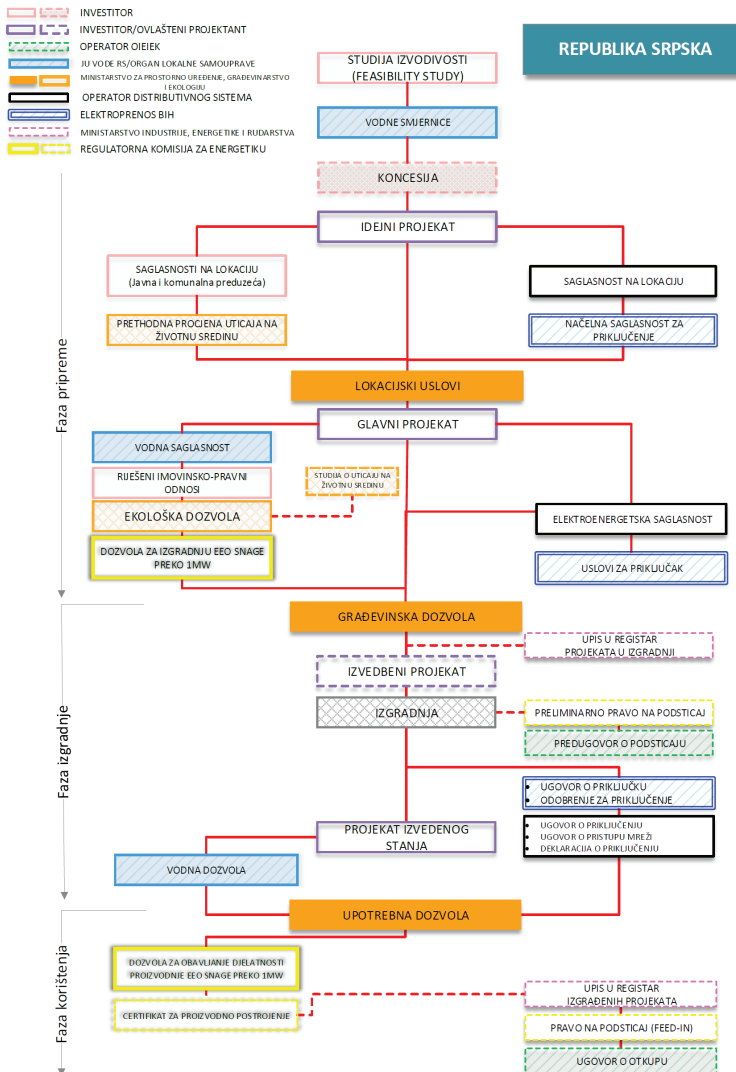 INVESTITOR
INVESTITOR/OVLAŠTENI PROJEKTANT
OPERATOR OIEIEK
JU VODE RS/ORGAN LOKALNE SAMOUPRAVE
MINISTARSTVO ZA PROSTORNO UREĐENJE, GRAĐEVINARSTVO
I EKOLOGIJU
OPERATOR DISTRIBUTIVNOG SISTEMA
ELEKTROPRENOS BIH
MINISTARSTVO INDUSTRIJE, ENERGETIKE I RUDARSTVA
REGULATORNA KOMISIJA ZA ENERGETIKU
REPUBLIKA SRPSKA
STUDIJA IZVODIVOSTI
(FEASIBILITY STUDY)
VODNE SMJERNICE
KONCESIJA
IDEJNI PROJEKAT
SAGLASNOSTI NA LOKACIJU
(Javna i komunalna preduzeća)
SAGLASNOST NA LOKACIJU
PRETHODNA PROCJENA UTICAJA NA
ŽIVOTNU SREDINU
NAČELNA SAGLASNOST ZA
PRIKLJUČENJE
Faza pripreme
LOKACIJSKI USLOVI
GLAVNI PROJEKAT
VODNA SAGLASNOST
RIJEŠENI IMOVINSKO-PRAVNI
ODNOSI
STUDIJA O UTICAJU NA
ŽIVOTNU SREDINU
EKOLOŠKA DOZVOLA
ELEKTROENERGETSKA SAGLASNOST
DOZVOLA ZA IZGRADNJU EEO SNAGE
PREKO 1MW
USLOVI ZA PRIKLJUČAK
GRAĐEVINSKA DOZVOLA
UPIS U REGISTAR
PROJEKATA U IZGRADNJI
IZVEDBENI PROJEKAT
Faza izgradnje
IZGRADNJA
PRELIMINARNO PRAVO NA PODSTICAJ
PREDUGOVOR O PODSTICAJU
• UGOVOR O PRIKLJUČKU
• ODOBRENJE ZA PRIKLJUČENJE
PROJEKAT IZVEDENOG
STANJA
• UGOVOR O PRIKLJUČENJU
• UGOVOR O PRISTUPU MREŽI
• DEKLARACIJA O PRIKLJUČENJU
VODNA DOZVOLA
UPOTREBNA DOZVOLA
Faza korištenja
DOZVOLA ZA OBAVLJANJE DJELATNOSTI
PROIZVODNJE EEO SNAGE PREKO 1MW
CERTIFIKAT ZA PROIZVODNO POSTROJENJE
UPIS U REGISTAR
IZGRAĐENIH PROJEKATA
PRAVO NA PODSTICAJ (FEED-IN)
UGOVOR O OTKUPU